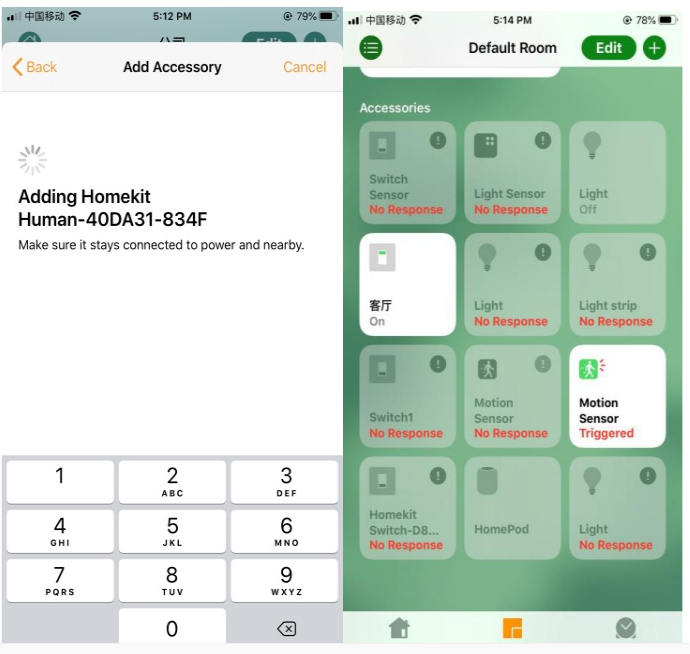 中国移动
5:12 PM
79%
Back
Add Accessory
Cancel
Adding Homekit
Human-40DA31-834F
Make sure it stays connected to power and nearby.
1
2
ABC
3
DEF
4
GHI
5
JKL
6
MNO
7
PQRS
8
TUV
9
WXYZ
0
中国移动
5:14 PM
78%
Default Room
Edit
Accessories
Switch
Sensor
No Response
Light Sensor
No Response
Light
Off
客厅
On
Light
No Response
Light strip
No Response
Switch1
No Response
Motion
Sensor
No Response
Motion
Sensor
Triggered
Homekit
Switch-D8...
No Response
HomePod
Light
No Response